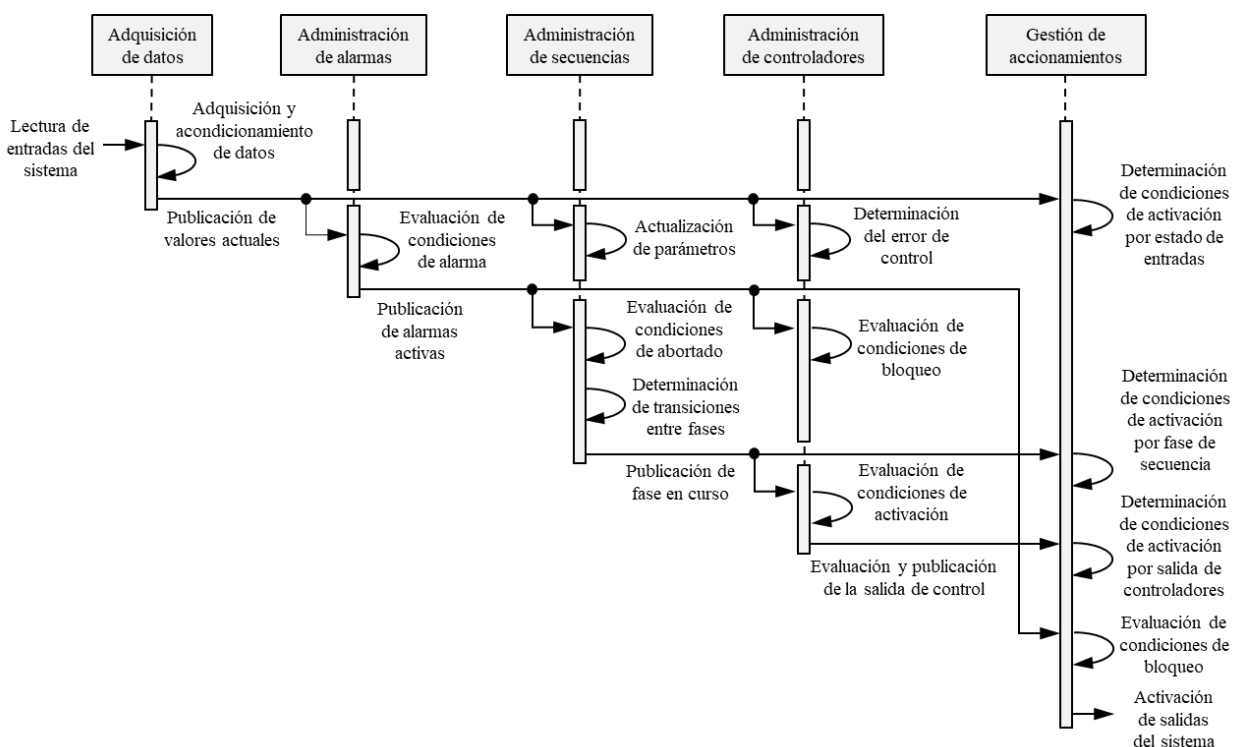 Adquisición
de datos
Administración
de alarmas
Administración
de secuencias
Administración
de controladores
Gestión de
accionamientos
Lectura de
entradas del
sistema
Adquisición y
acondicionamiento
de datos
Publicación de
valores actuales
Evaluación de
condiciones
de alarma
Actualización
de parámetros
Determinación
del error de
control
Determinación
de condiciones
de activación
por estado de
entradas
Publicación
de alarmas
activas
Evaluación de
condiciones
de abortado
Evaluación de
condiciones de
bloqueo
Determinación
de transiciones
entre fases
Determinación
de condiciones
de activación
por fase de
secuencia
Publicación de
fase en curso
Evaluación de
condiciones de
activación
Determinación
de condiciones
de activación
por salida de
controladores
Evaluación y publicación
de la salida de control
Evaluación de
condiciones de
bloqueo
Activación
de salidas
del sistema